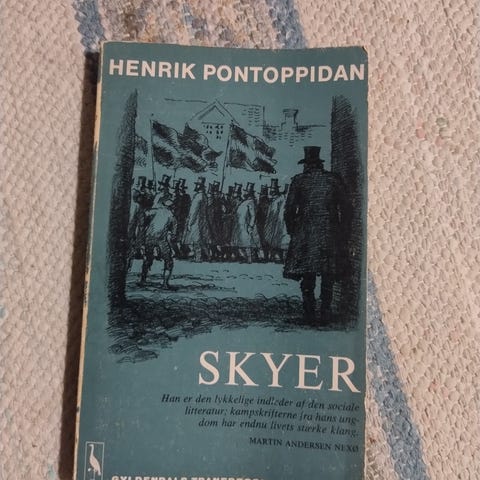 HENRIK PONTOPPIDAN
SKYER
Han er den lykkelige indleder af den sociale
litteratur; kampskrifterne fra hans ung-
dom har endnu livets stærke klang.
MARTIN ANDERSEN NEXØ
GYLDENDALS